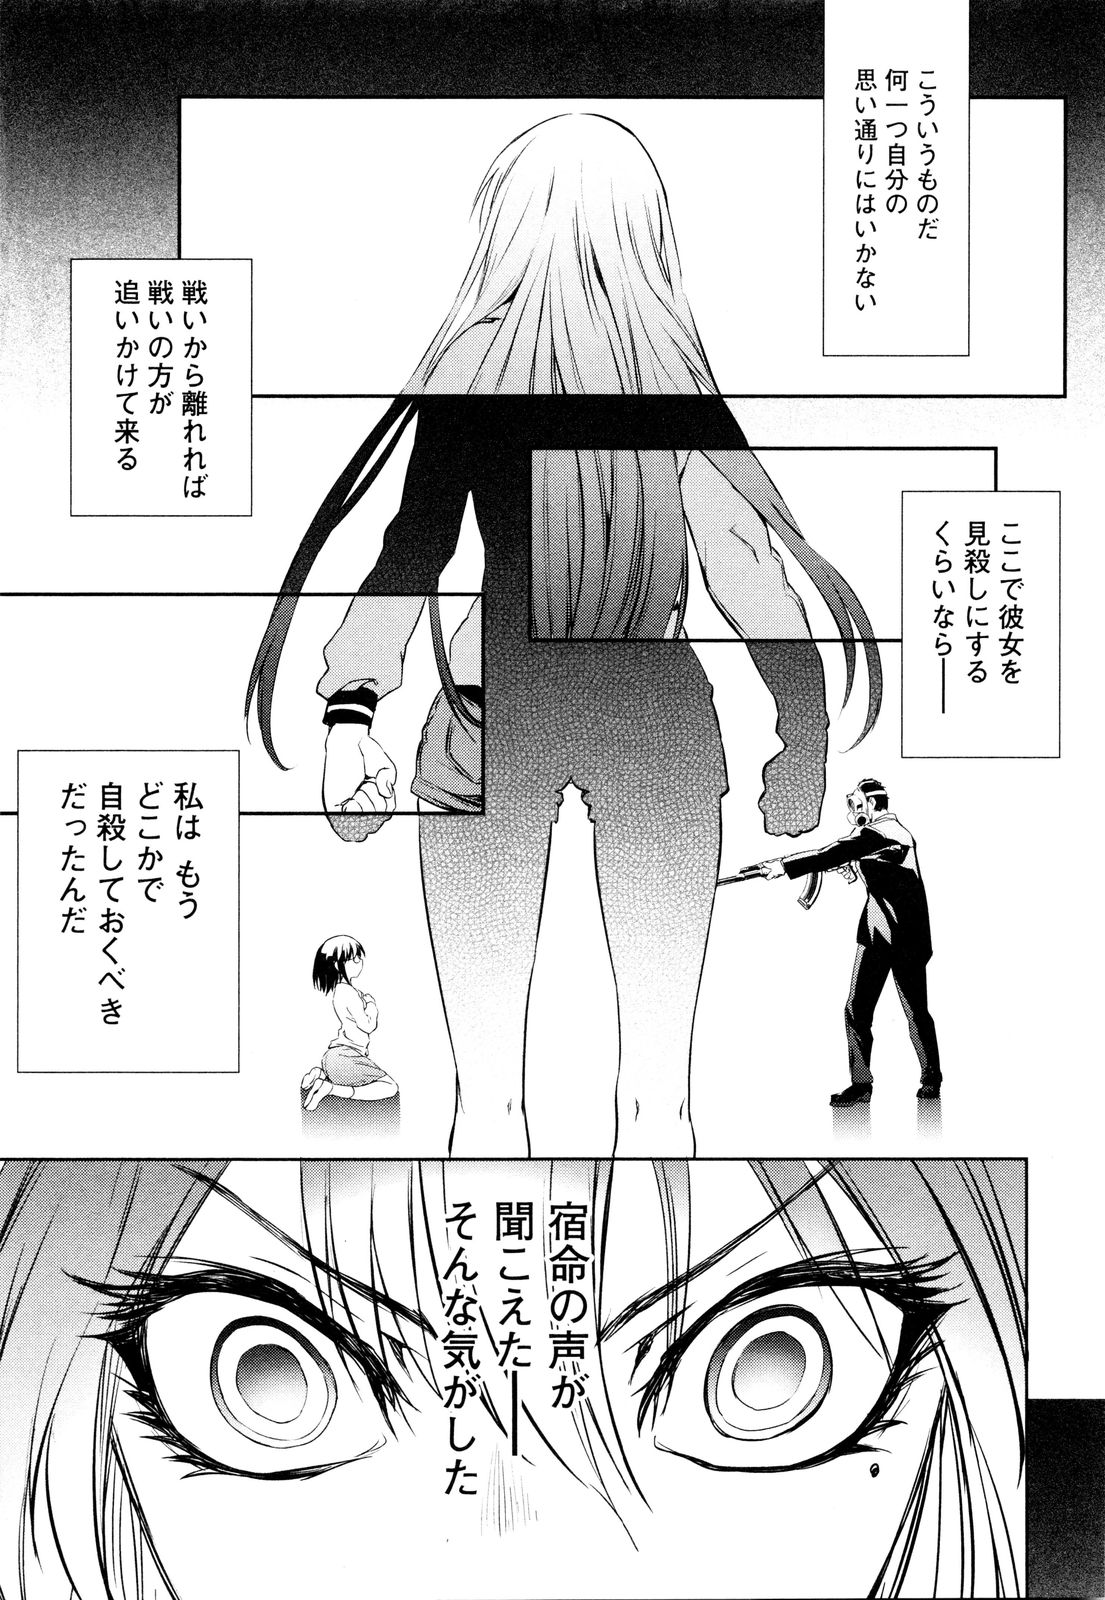 こういうものだ
何一つ自分の
思い通りにはいかない
戦いから離れれば
戦いの方が
追いかけて来る
ここで彼女を
見殺しにする
くらいなら――
私は もう
どこかで
自殺しておくべき
だったんだ
宿命の声が
聞こえた――
そんな気がした